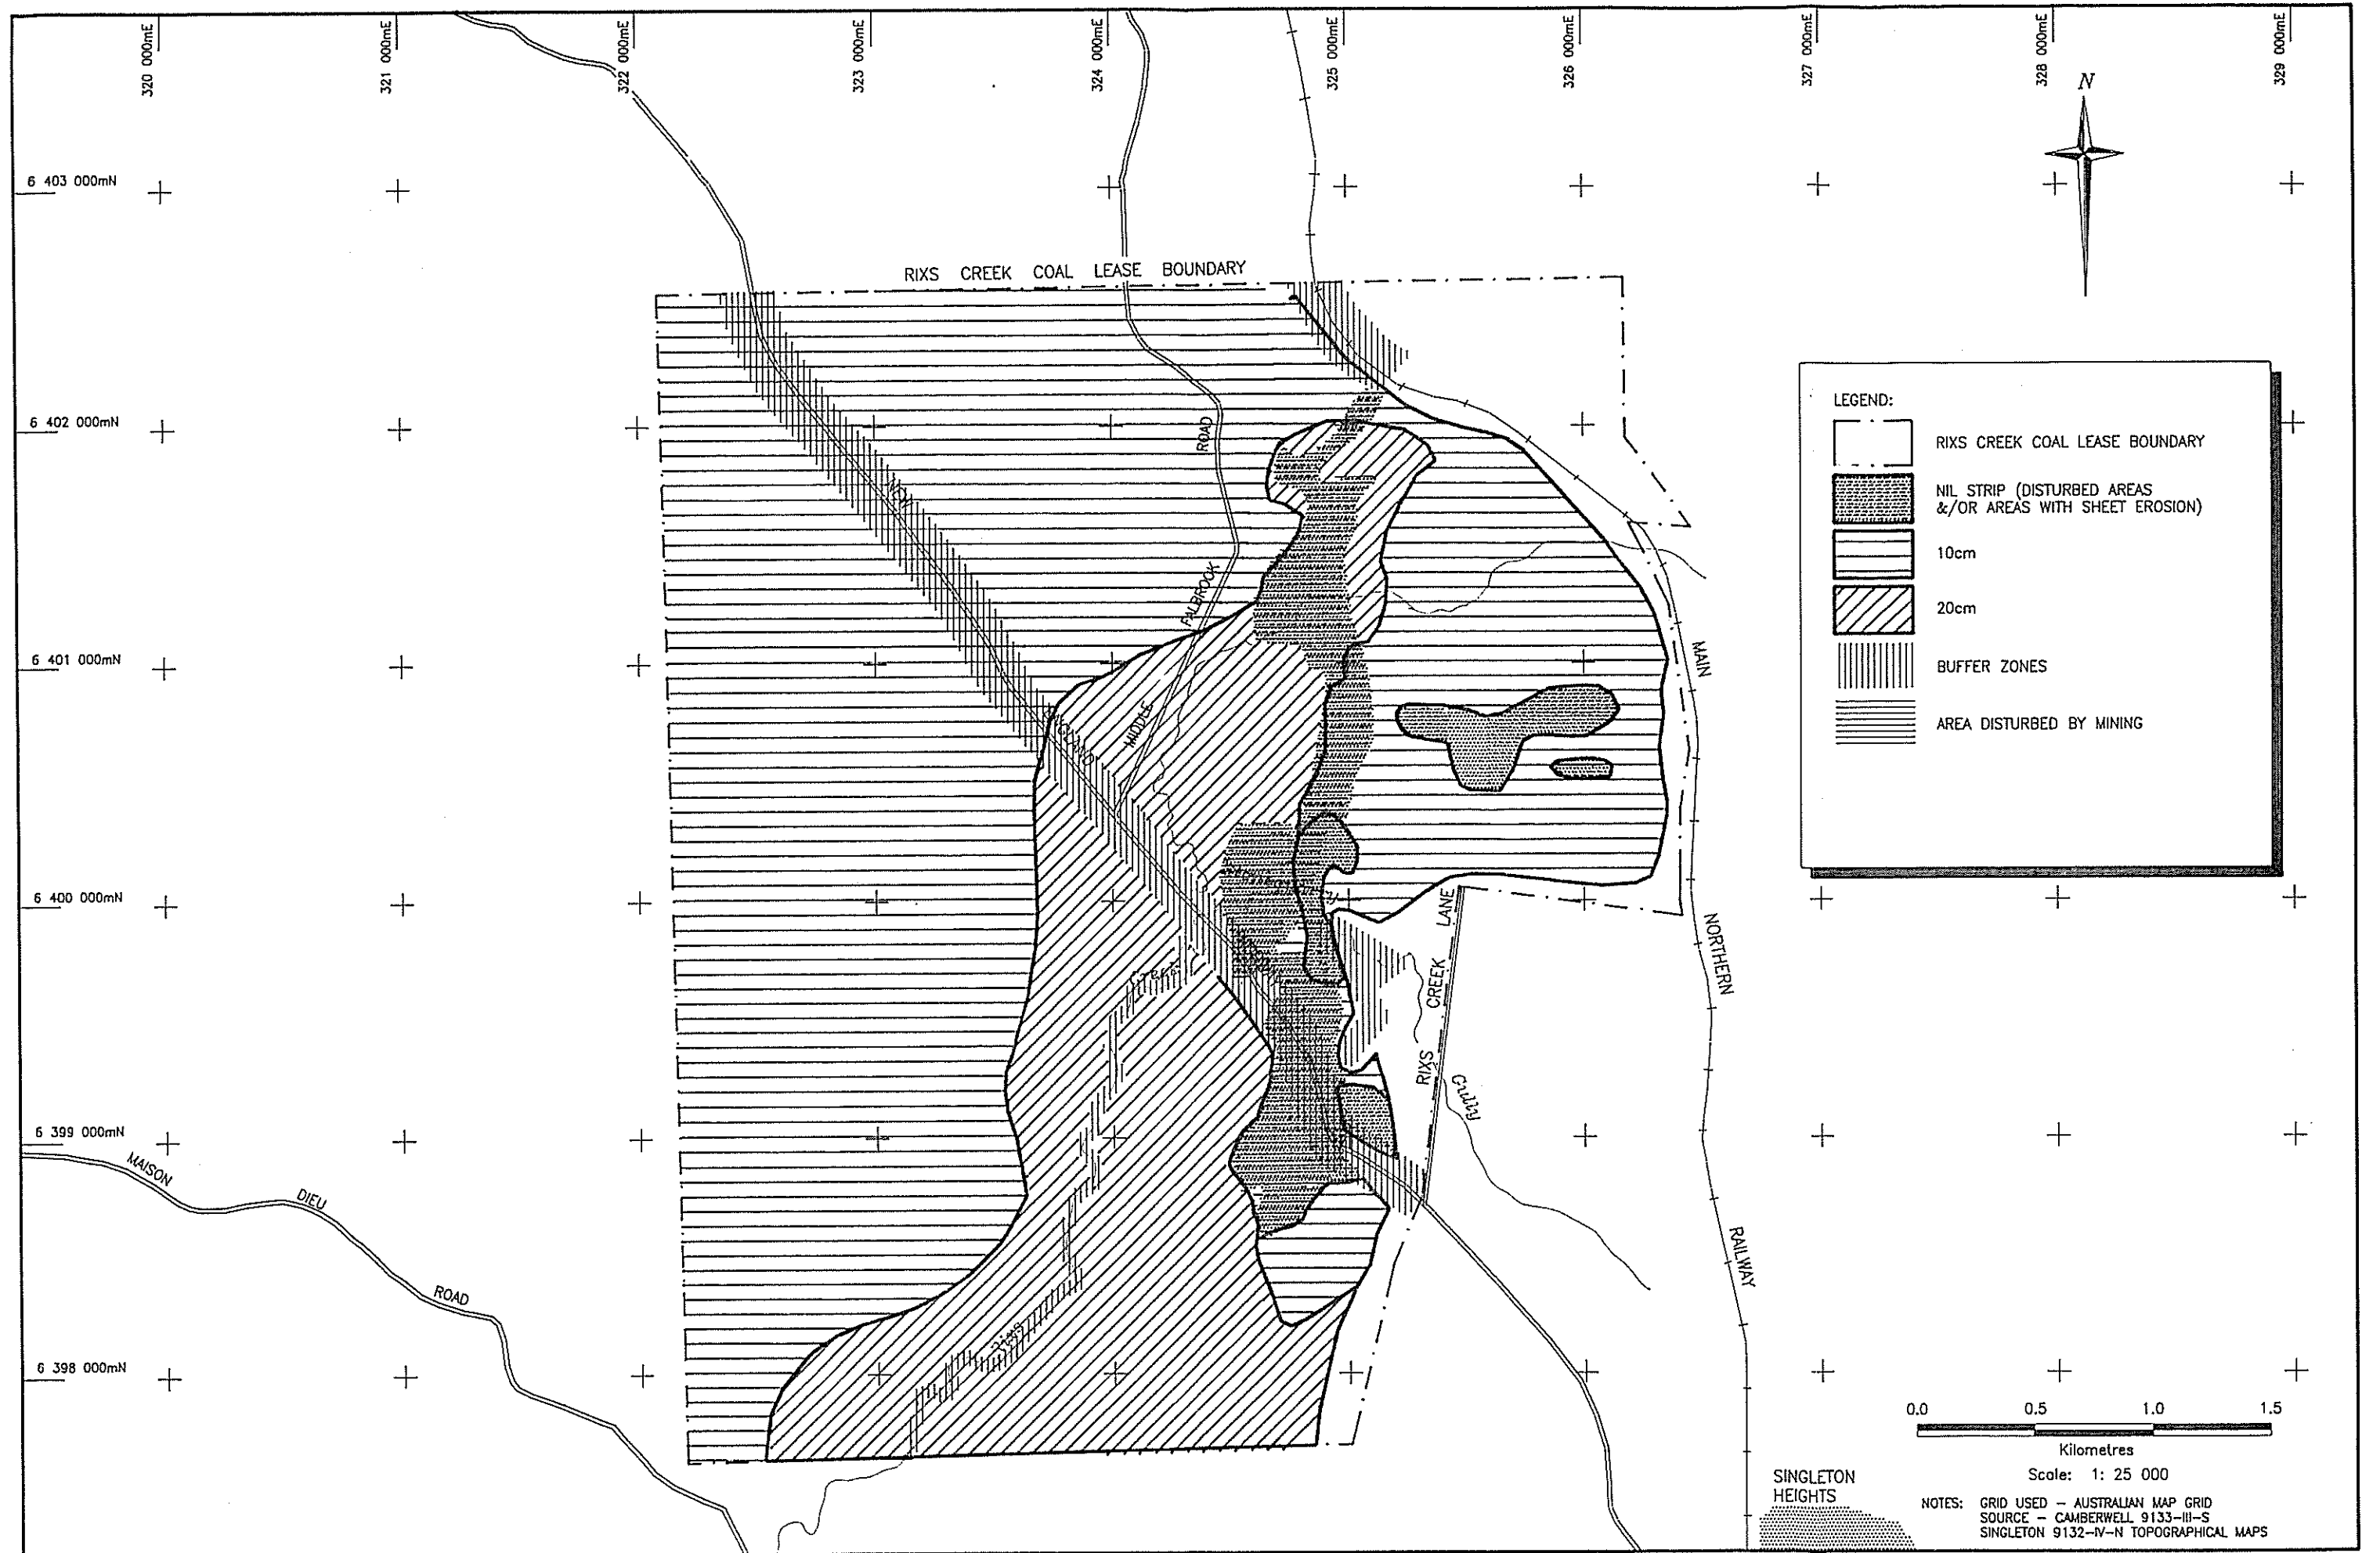 320 000mE
321 000mE
322 000mE
323 000mE
324 000mE
325 000mE
326 000mE
327 000mE
328 000mE
329 000mE
N
6 403 000mN
6 402 000mN
6 401 000mN
6 400 000mN
6 399 000mN
6 398 000mN
RIXS CREEK COAL LEASE BOUNDARY
ROAD
FALBROOK
MIDDLE
NEW
ENGLAND
Creek
Rixs
MAIN
NORTHERN
RAILWAY
LANE
CREEK
RIXS
Gully
MAISON
DIEU
ROAD
LEGEND:
RIXS CREEK COAL LEASE BOUNDARY
NIL STRIP (DISTURBED AREAS
&/OR AREAS WITH SHEET EROSION)
10cm
20cm
BUFFER ZONES
AREA DISTURBED BY MINING
0.0 0.5 1.0 1.5
Kilometres
Scale: 1: 25 000
SINGLETON
HEIGHTS
NOTES: GRID USED – AUSTRALIAN MAP GRID
SOURCE – CAMBERWELL 9133–III–S
SINGLETON 9132–IV–N TOPOGRAPHICAL MAPS